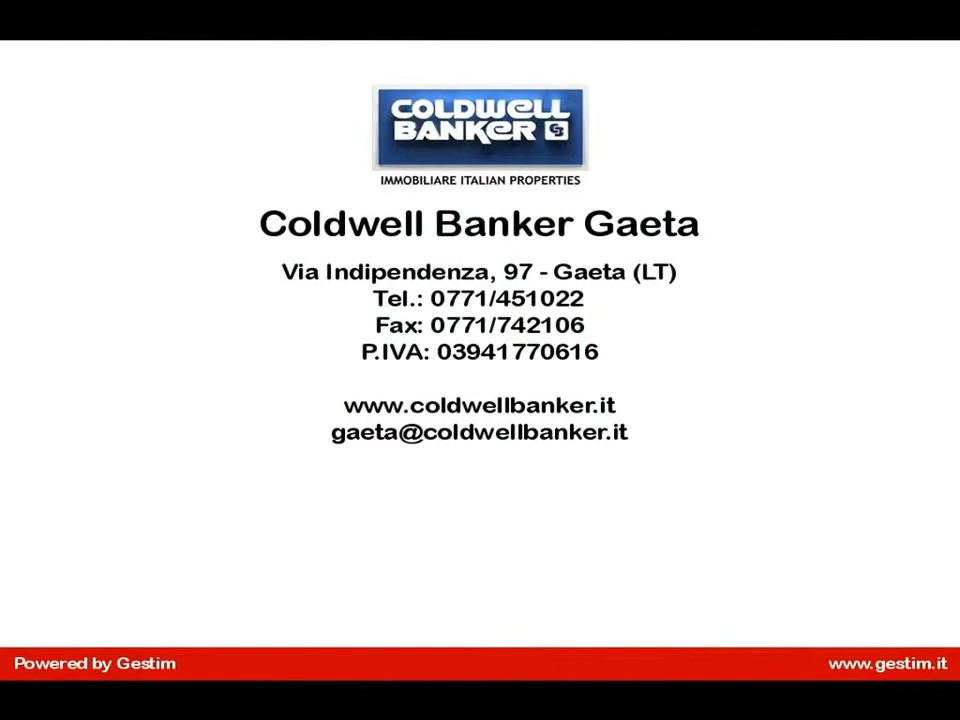 COLDWELL
BANKER CB
IMMOBILIARE ITALIAN PROPERTIES
Coldwell Banker Gaeta
Via Indipendenza, 97 - Gaeta (LT)
Tel.: 0771/451022
Fax: 0771/742106
P.IVA: 03941770616
www.coldwellbanker.it
gaeta@coldwellbanker.it
Powered by Gestim
www.gestim.it